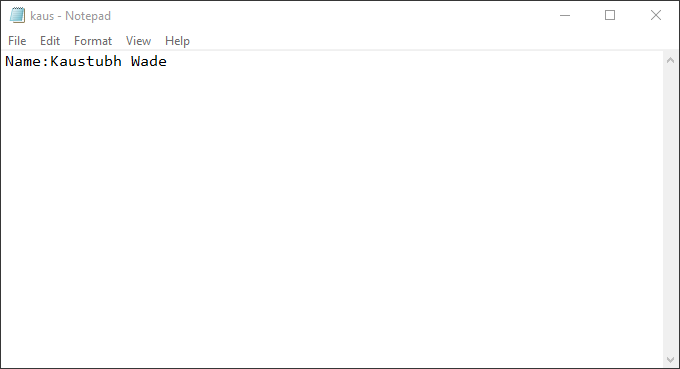 kaus - Notepad
File Edit Format View Help
Name:Kaustubh Wade